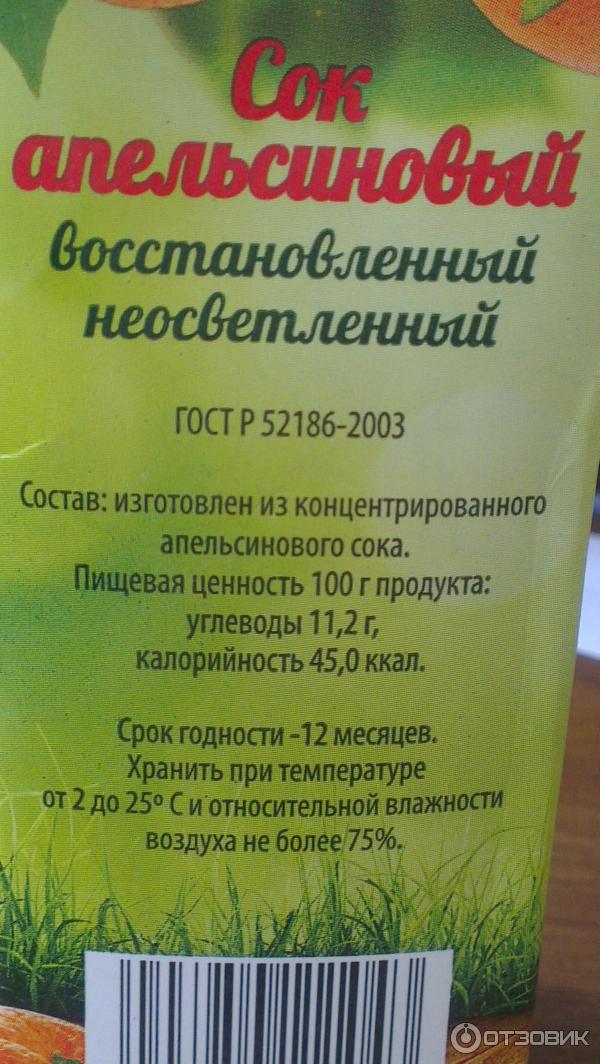 Сок
апельсиновый
восстановленный
неосветленный
ГОСТ Р 52186-2003
Состав: изготовлен из концентрированного
апельсинового сока.
Пищевая ценность 100 г продукта:
углеводы 11,2 г,
калорийность 45,0 ккал.
Срок годности -12 месяцев.
Хранить при температуре
от 2 до 25º С и относительной влажности
воздуха не более 75%.
ОТЗОВИК